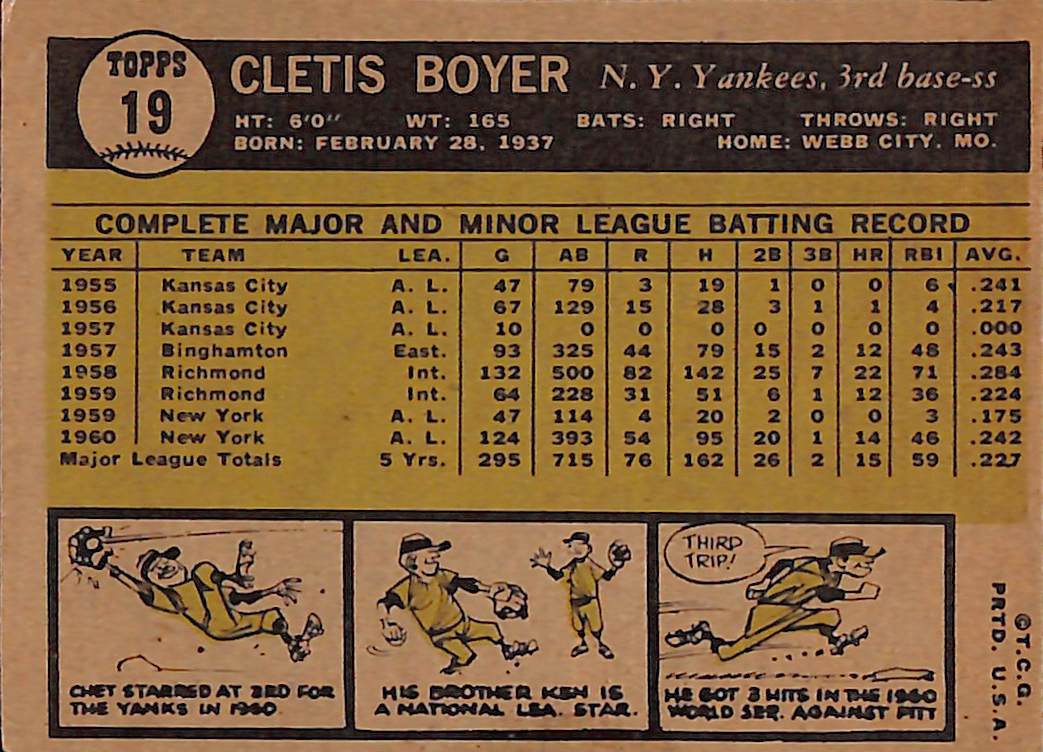 TOPPS
19
CLETIS BOYER N. Y. Yankees, 3rd base-ss
HT: 6'0" WT: 165 BATS: RIGHT THROWS: RIGHT
BORN: FEBRUARY 28, 1937 HOME: WEBB CITY, MO.
COMPLETE MAJOR AND MINOR LEAGUE BATTING RECORD
YEAR TEAM LEA. G AB R H 2B 3B HR RBI AVG.
1955 Kansas City A. L. 47 79 3 19 1 0 0 6 .241
1956 Kansas City A. L. 67 129 15 28 3 1 1 4 .217
1957 Kansas City A. L. 10 0 0 0 0 0 0 0 .000
1957 Binghamton East. 93 325 44 79 15 2 12 48 .243
1958 Richmond Int. 132 500 82 142 25 7 22 71 .284
1959 Richmond Int. 64 228 31 51 6 1 12 36 .224
1959 New York A. L. 47 114 4 20 2 0 0 3 .175
1960 New York A. L. 124 393 54 95 20 1 14 46 .242
Major League Totals 5 Yrs. 295 715 76 162 26 2 15 59 .227
CHET STARRED AT 3RD FOR
THE YANKS IN 1960
HIS BROTHER KEN IS
A NATIONAL LEA. STAR.
THIRD
TRIP!
HE GOT 3 HITS IN THE 1960
WORLD SER. AGAINST PITT
©T.C.G.
PRTD. U.S.A.